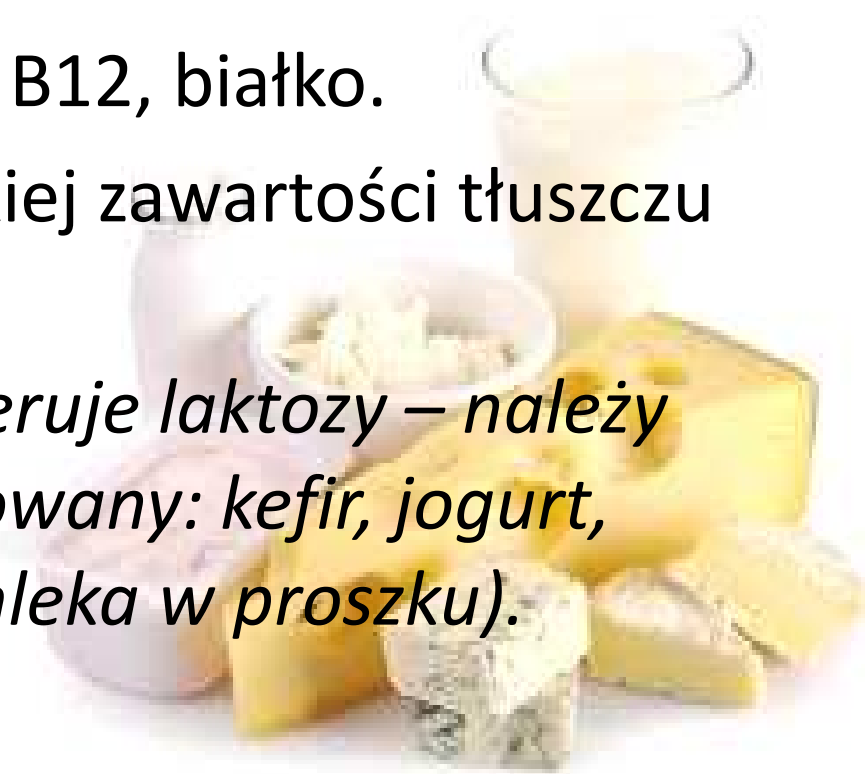 B12, białko.
iej zawartości tłuszczu
eruje laktozy – należy
owany: kefir, jogurt,
leka w proszku).